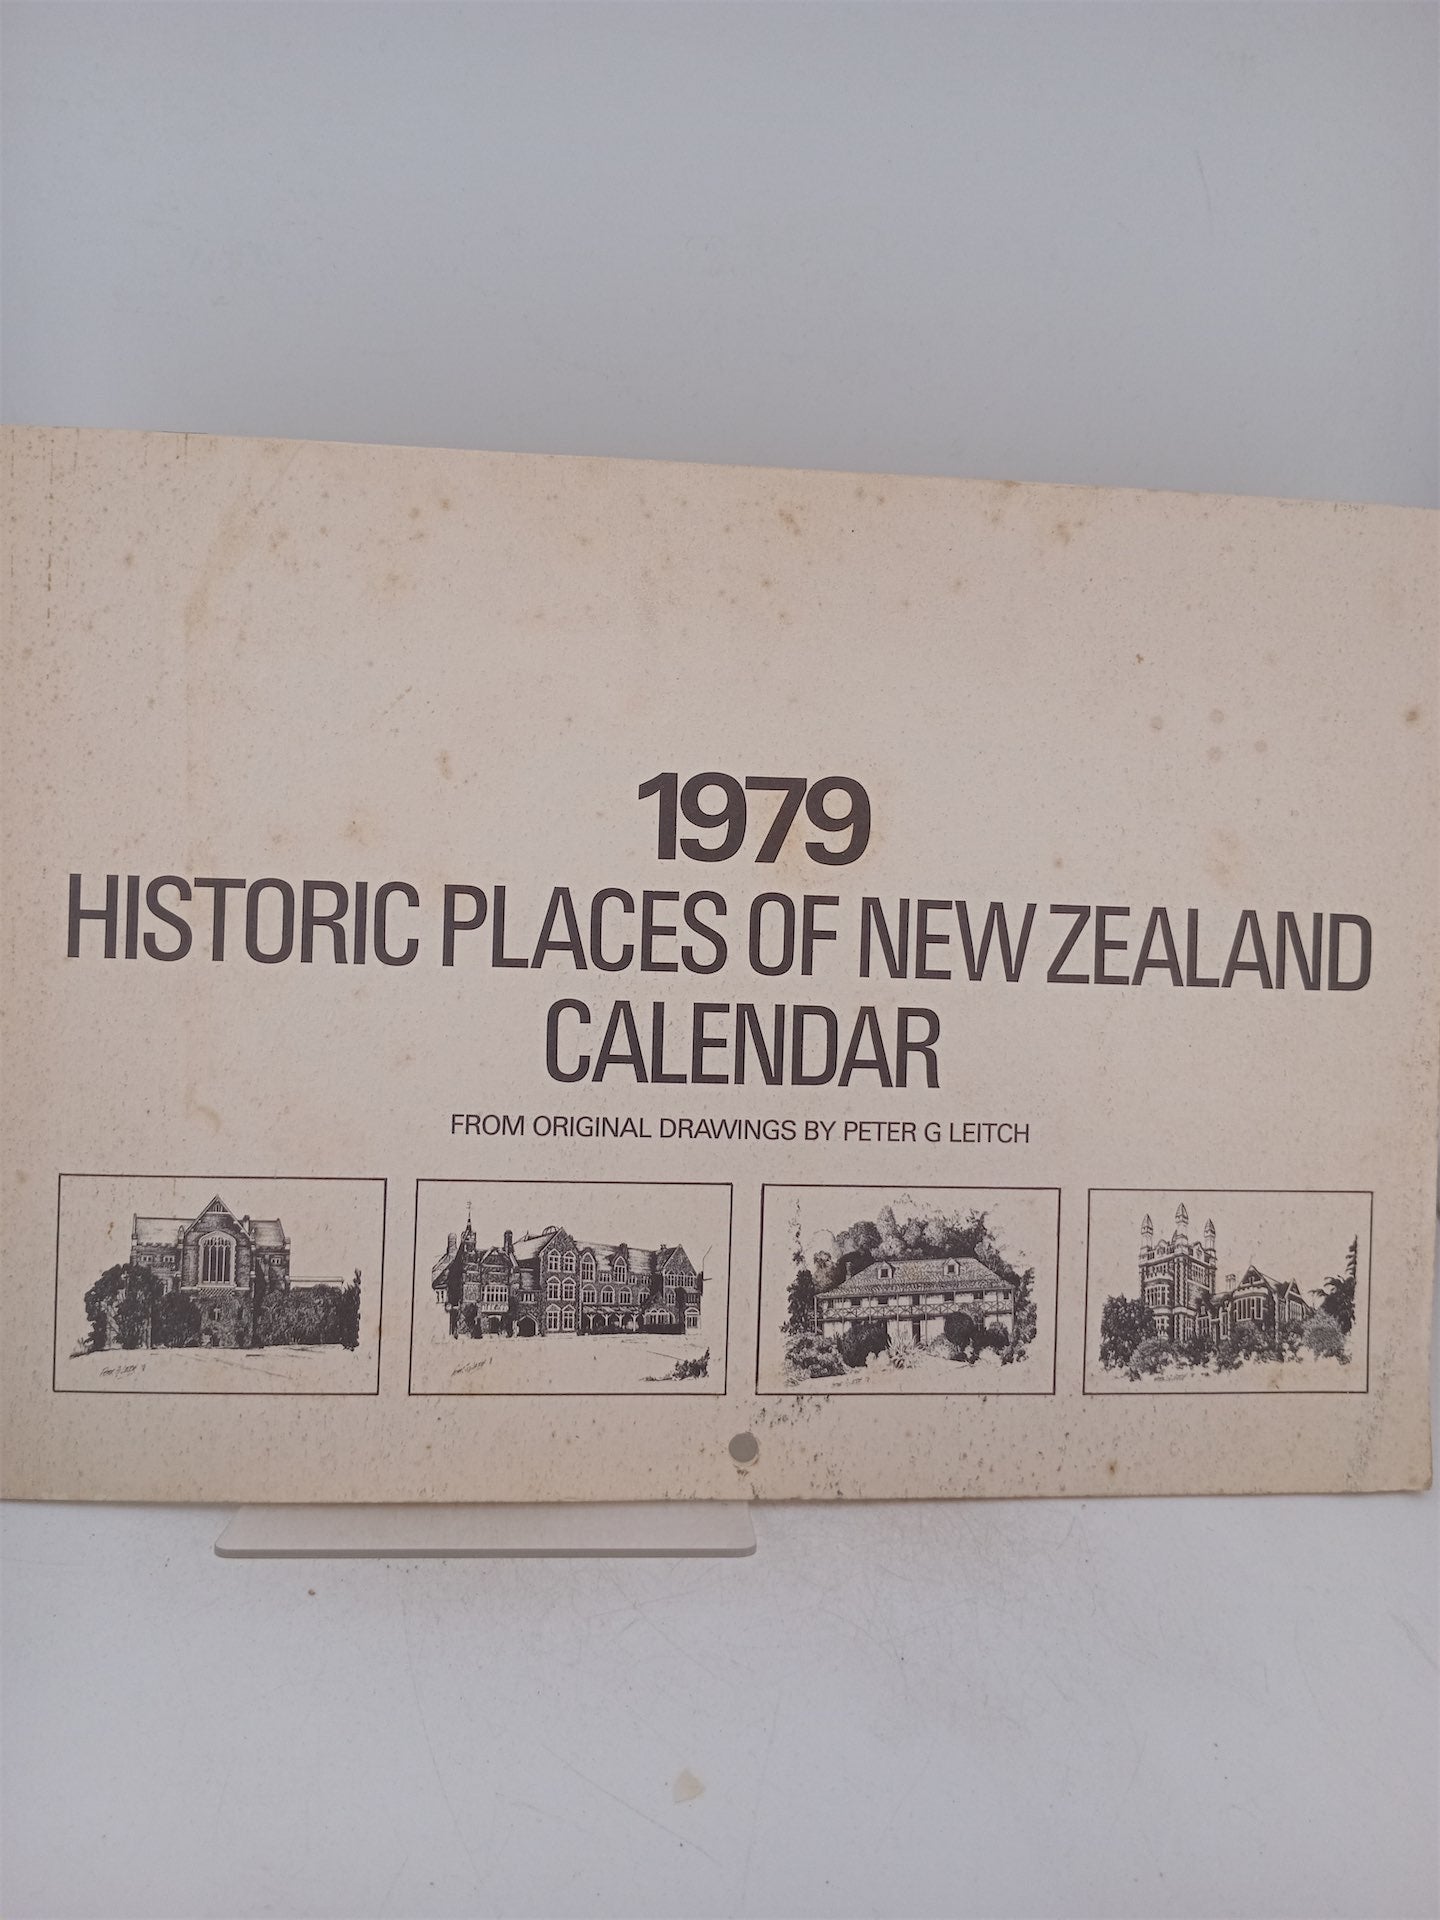 1979
HISTORIC PLACES OF NEW ZEALAND
CALENDAR
FROM ORIGINAL DRAWINGS BY PETER G LEITCH